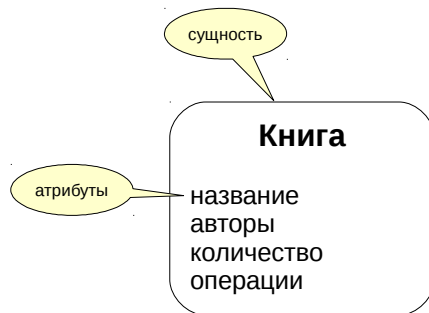 сущность
Книга
атрибуты
название
авторы
количество
операции